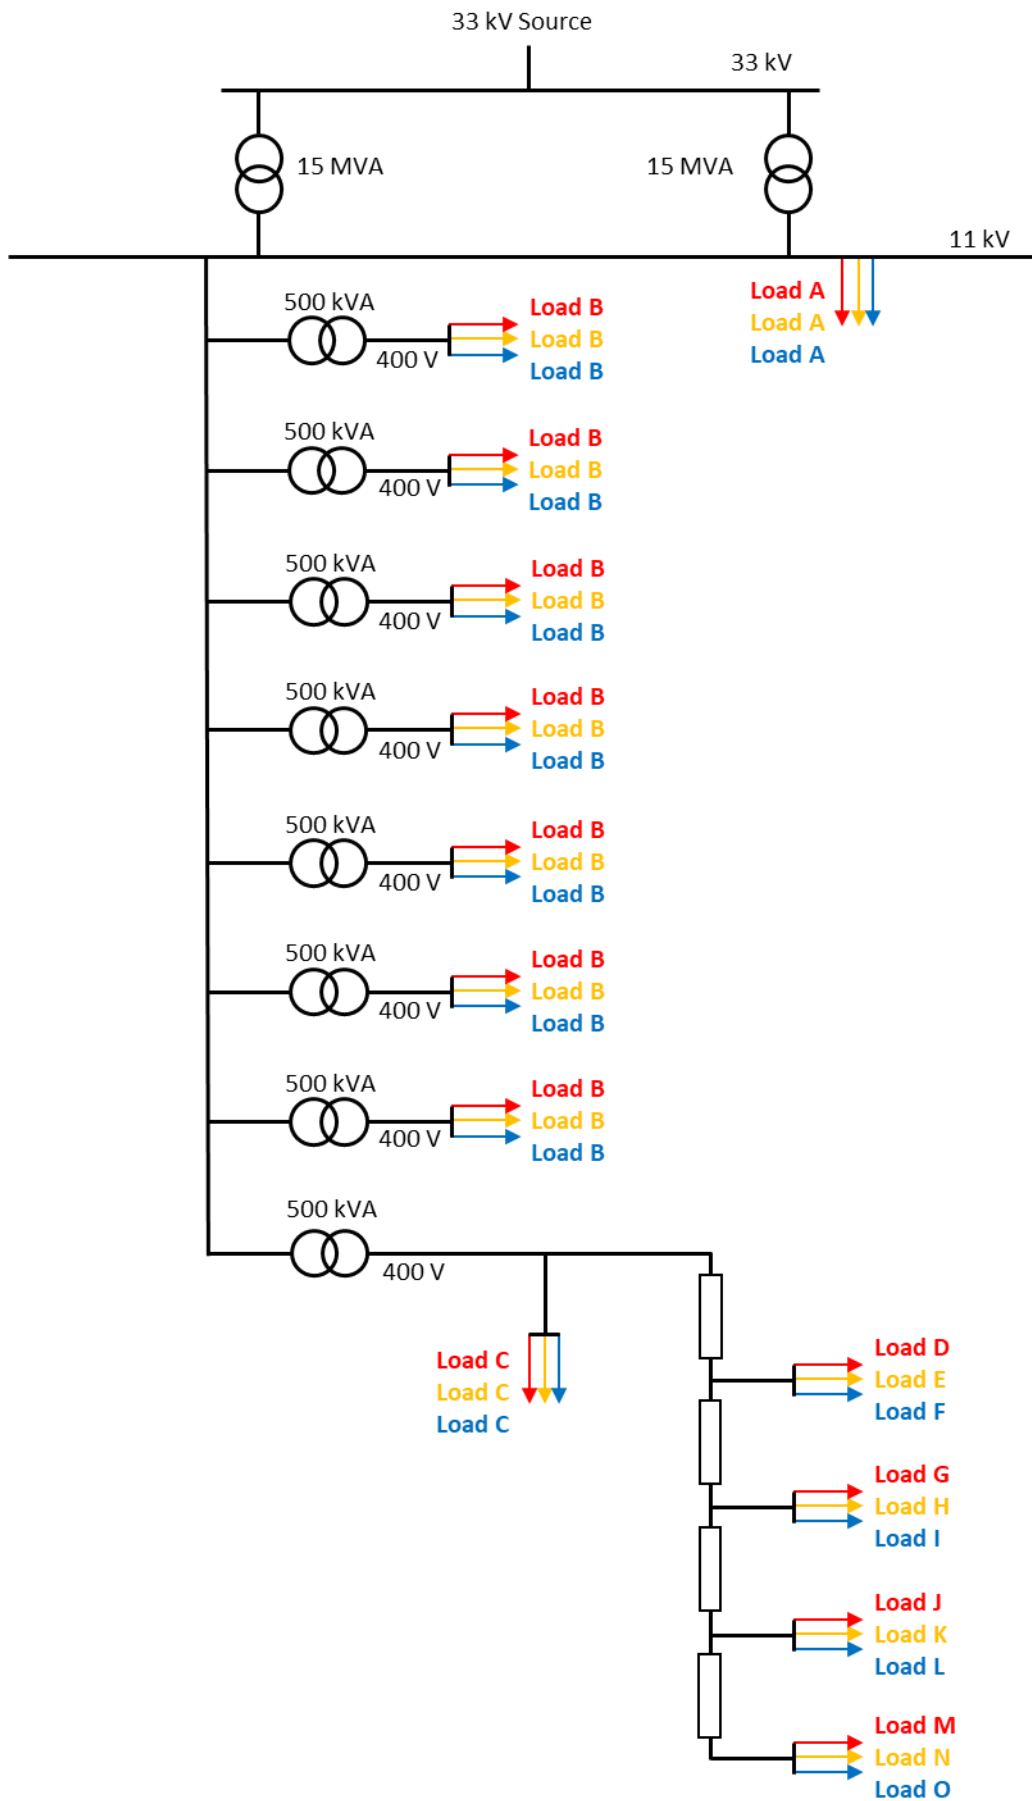 33 kV Source
33 kV
15 MVA
15 MVA
11 kV
Load A
Load A
Load A
500 kVA
400 V
Load B
Load B
Load B
500 kVA
400 V
Load B
Load B
Load B
500 kVA
400 V
Load B
Load B
Load B
500 kVA
400 V
Load B
Load B
Load B
500 kVA
400 V
Load B
Load B
Load B
500 kVA
400 V
Load B
Load B
Load B
500 kVA
400 V
Load B
Load B
Load B
500 kVA
400 V
Load C
Load C
Load C
Load D
Load E
Load F
Load G
Load H
Load I
Load J
Load K
Load L
Load M
Load N
Load O